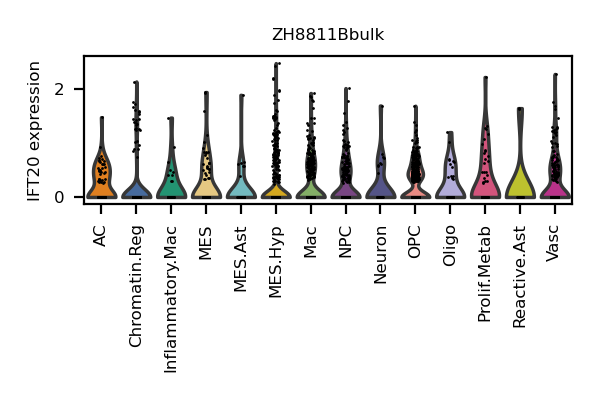 ZH8811Bbulk
IFT20 expression
2
0
AC
Chromatin.Reg
Inflammatory.Mac
MES
MES.Ast
MES.Hyp
Mac
NPC
Neuron
OPC
Oligo
Prolif.Metab
Reactive.Ast
Vasc